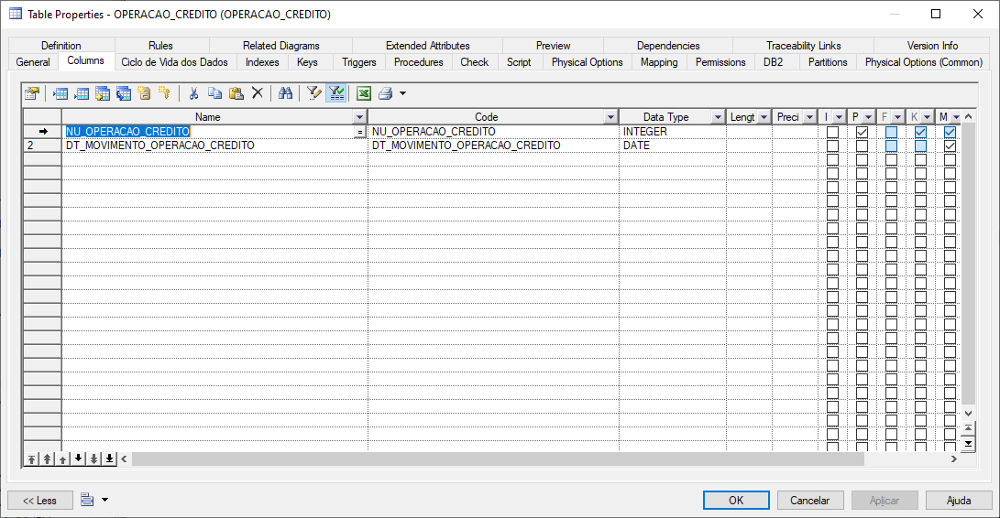 Table Properties - OPERACAO_CREDITO (OPERACAO_CREDITO)
Definition Rules Related Diagrams Extended Attributes Preview Dependencies Traceability Links Version Info
General Columns Ciclo de Vida dos Dados Indexes Keys Triggers Procedures Check Script Physical Options Mapping Permissions DB2 Partitions Physical Options (Common)
Name Code Data Type Lengt Preci I P F K M
NU_OPERACAO_CREDITO = NU_OPERACAO_CREDITO INTEGER
2 DT_MOVIMENTO_OPERACAO_CREDITO DT_MOVIMENTO_OPERACAO_CREDITO DATE
<< Less OK Cancelar Aplicar Ajuda